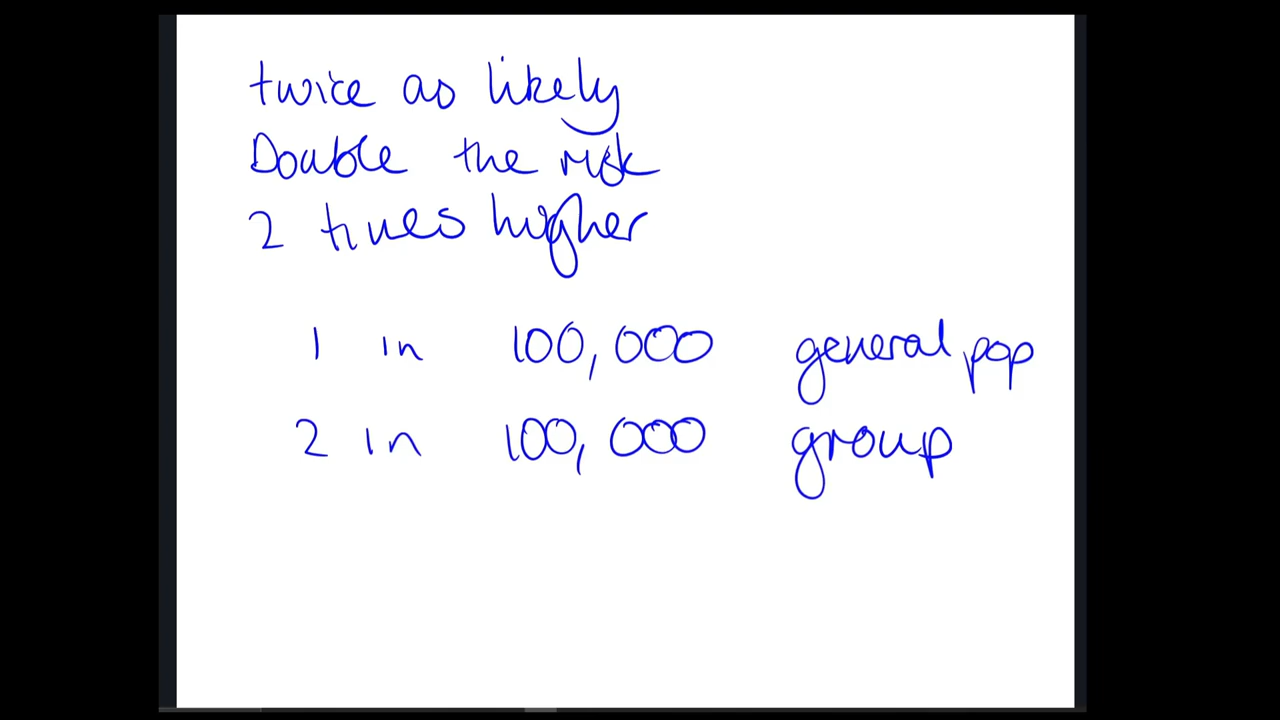 twice as likely
Double the risk
2 times higher
1 in 100,000 general pop
2 in 100,000 group